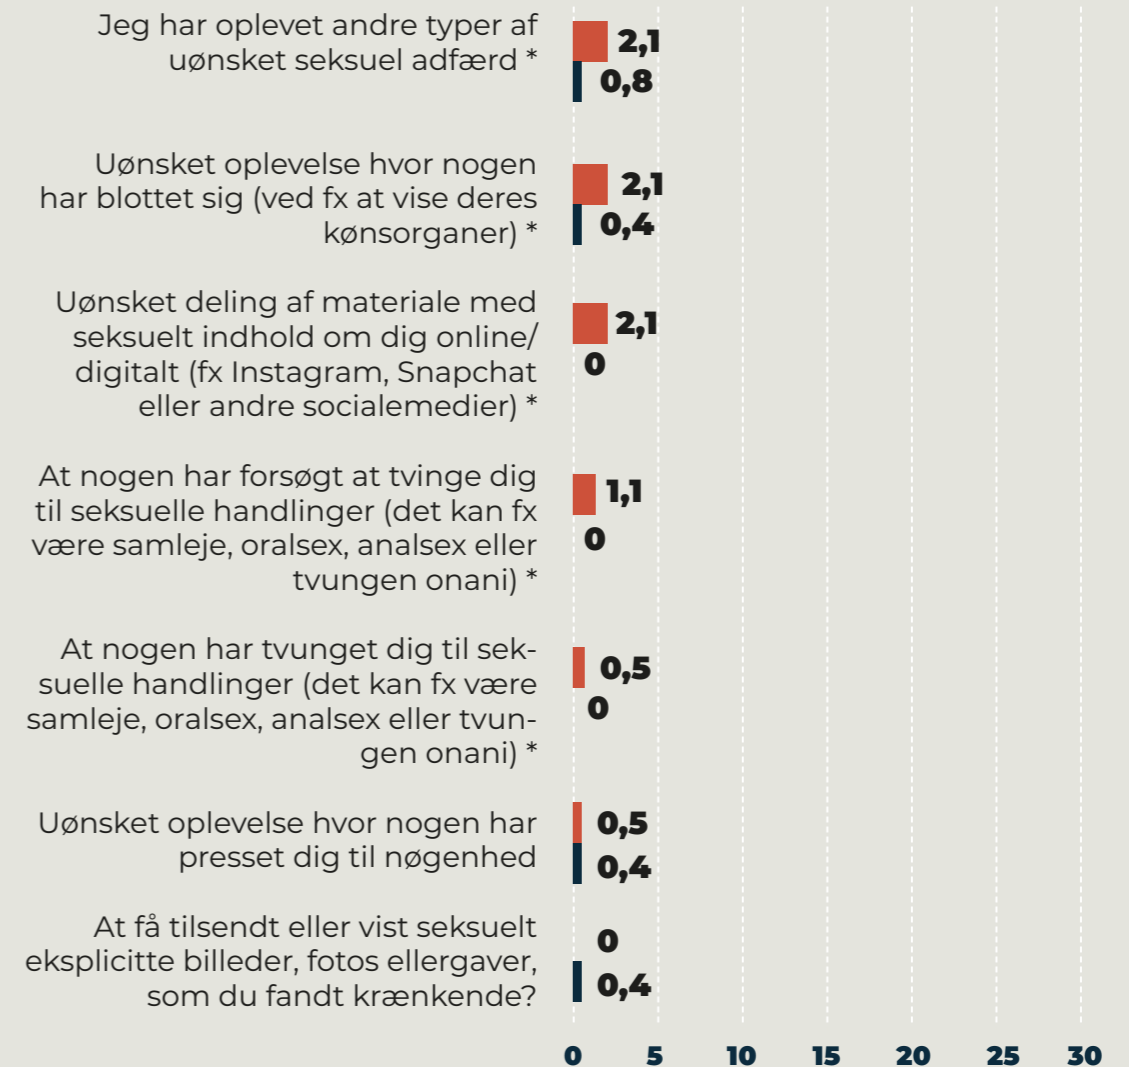 Jeg har oplevet andre typer af
uønsket seksuel adfærd *
2,1
0,8
Uønsket oplevelse hvor nogen
har blottet sig (ved fx at vise deres
kønsorganer) *
2,1
0,4
Uønsket deling af materiale med
seksuelt indhold om dig online/
digitalt (fx Instagram, Snapchat
eller andre socialemedier) *
2,1
0
At nogen har forsøgt at tvinge dig
til seksuelle handlinger (det kan fx
være samleje, oralsex, analsex eller
tvungen onani) *
1,1
0
At nogen har tvunget dig til sek-
suelle handlinger (det kan fx være
samleje, oralsex, analsex eller tvun-
gen onani) *
0,5
0
Uønsket oplevelse hvor nogen har
presset dig til nøgenhed
0,5
0,4
At få tilsendt eller vist seksuelt
eksplicitte billeder, fotos ellergaver,
som du fandt krænkende?
0
0,4
0 5 10 15 20 25 30